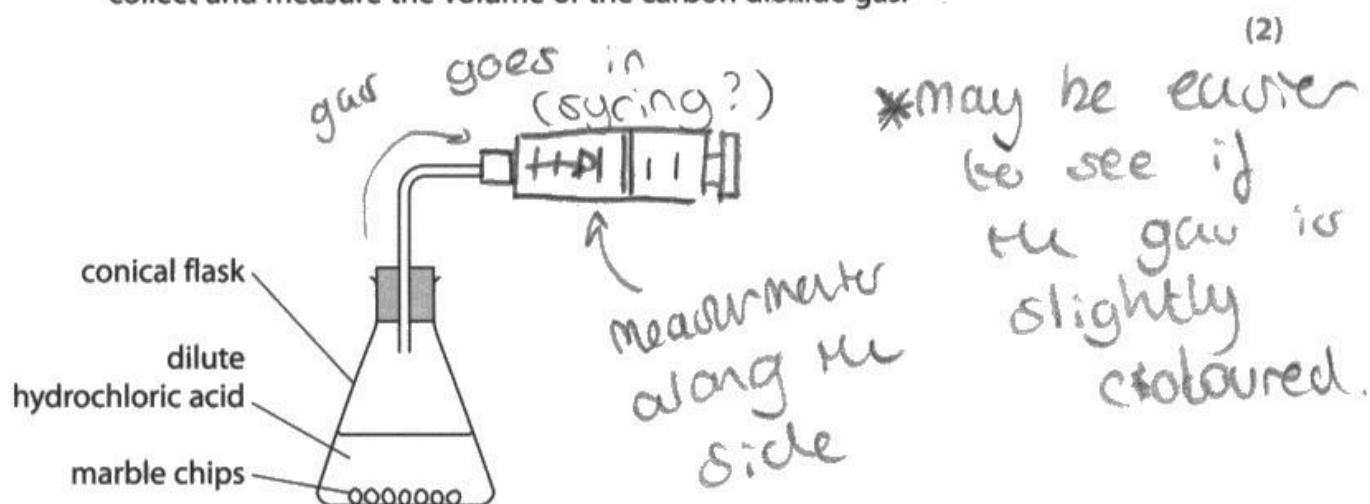 collect and measure the volume of the carbon dioxide gas.
(2)
gas goes in
(syring?)
*may be easier
to see if
the gas is
slightly
coloured.
conical flask
dilute
hydrochloric acid
marble chips
along the
side